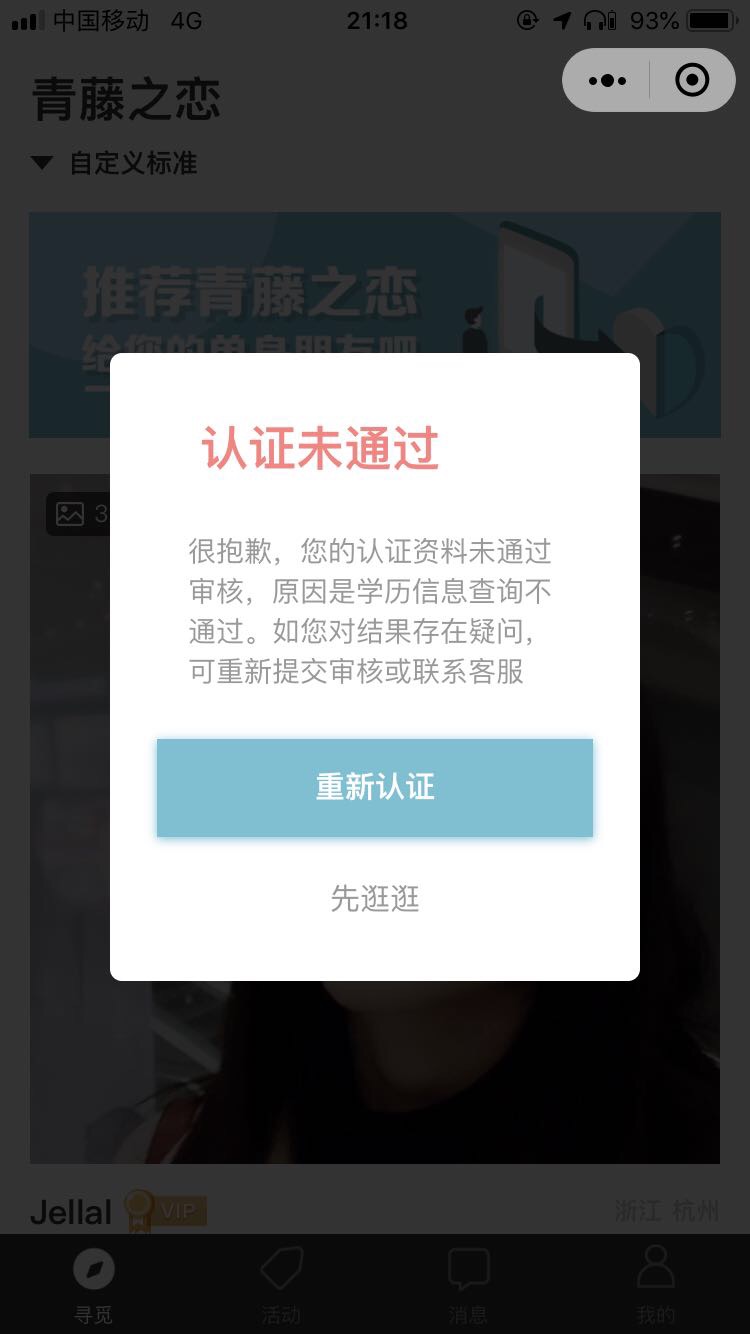 中国移动 4G 21:18 93%
青藤之恋
自定义标准
推荐青藤之恋
给您的单身朋友吧
3
认证未通过
很抱歉，您的认证资料未通过
审核，原因是学历信息查询不
通过。如您对结果存在疑问，
可重新提交审核或联系客服
重新认证
先逛逛
Jellal VIP 浙江 杭州
寻觅 活动 消息 我的